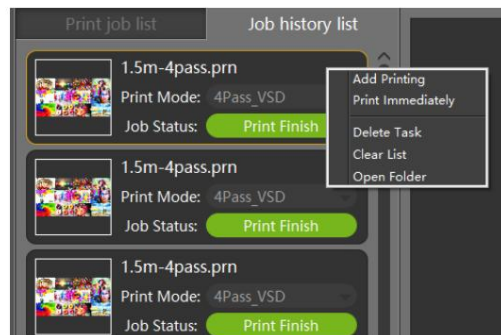 Print job list
Job history list
1.5m-4pass.prn
Print Mode: 4Pass_VSD
Job Status: Print Finish
Add Printing
Print Immediately
Delete Task
Clear List
Open Folder
1.5m-4pass.prn
Print Mode: 4Pass_VSD
Job Status: Print Finish
1.5m-4pass.prn
Print Mode: 4Pass_VSD
Job Status: Print Finish